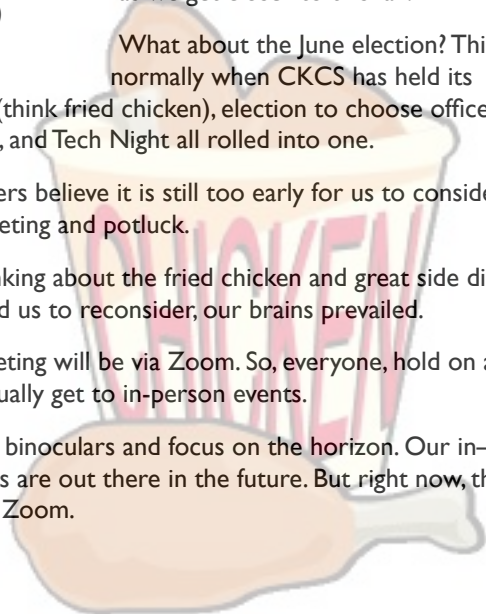 What about the June election? Thi
normally when CKCS has held its
(think fried chicken), election to choose office
, and Tech Night all rolled into one.
ers believe it is still too early for us to conside
eting and potluck.
nking about the fried chicken and great side di
d us to reconsider, our brains prevailed.
eting will be via Zoom. So, everyone, hold on a
ually get to in-person events.
binoculars and focus on the horizon. Our in–
s are out there in the future. But right now, th
Zoom.
CHICKEN